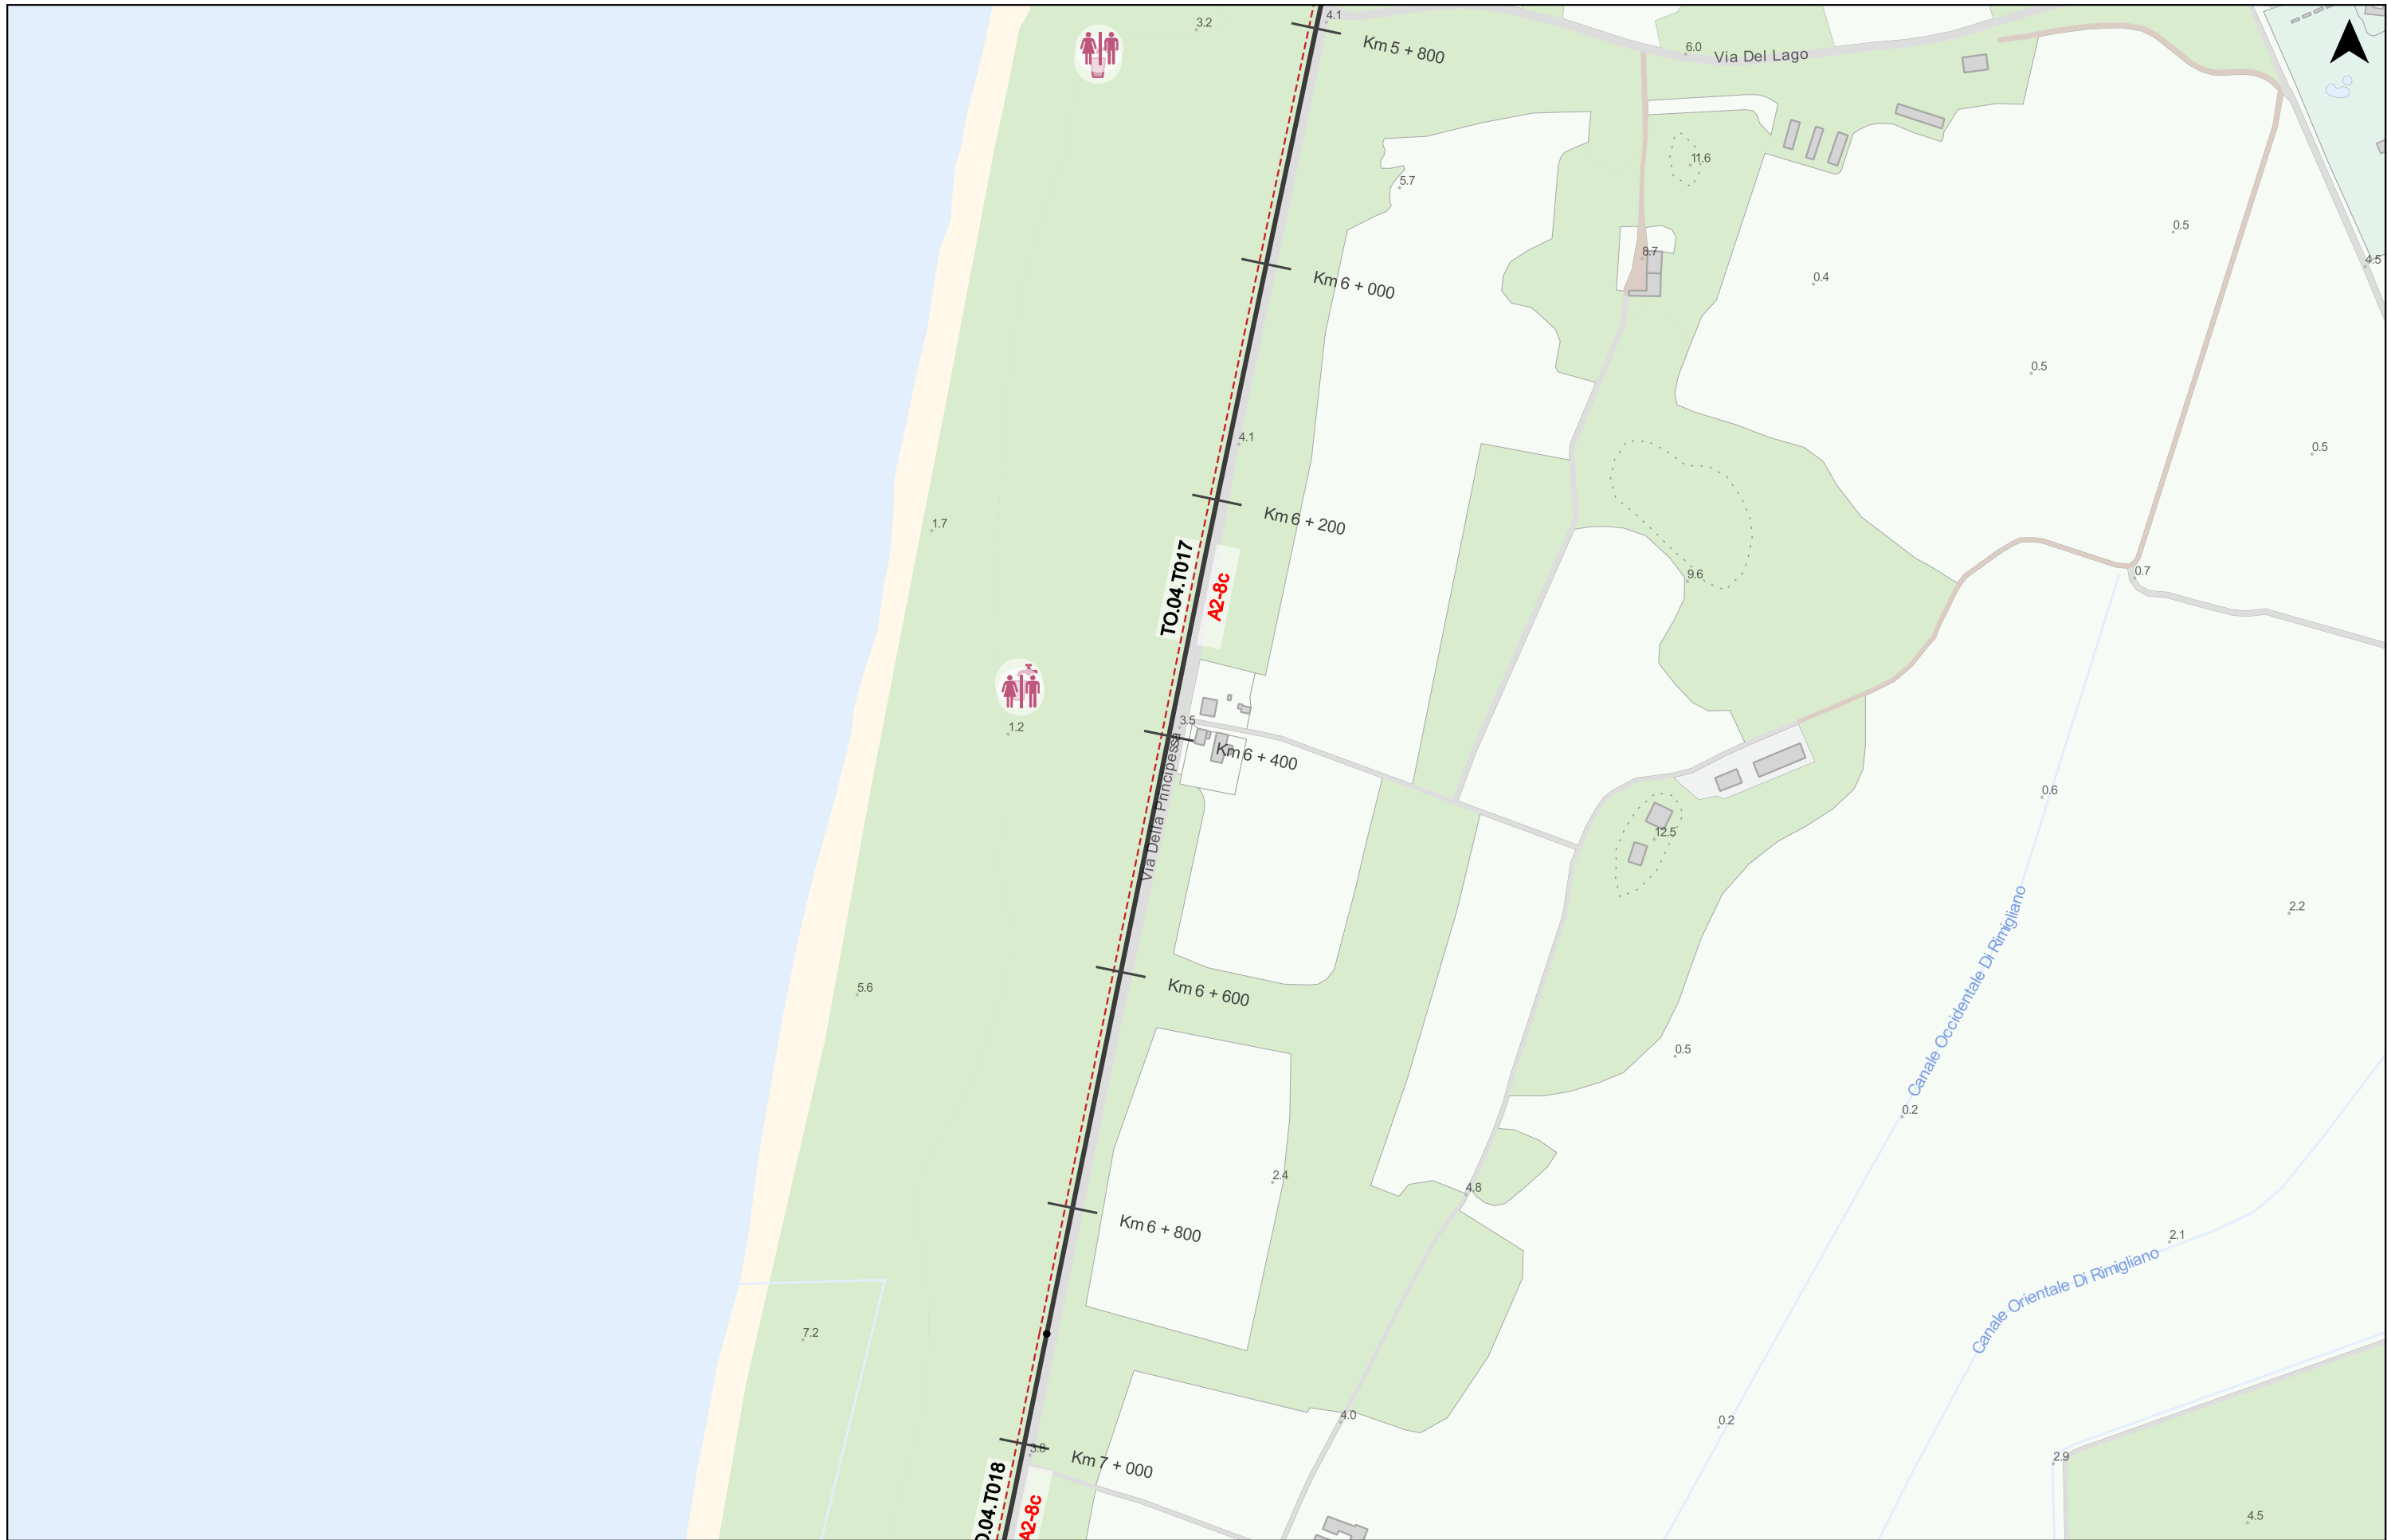 3.2
4.1
Km 5 + 800
6.0
Via Del Lago
11.6
5.7
0.5
8.7
4.5
0.4
Km 6 + 000
0.5
4.1
0.5
Km 6 + 200
1.7
TO.04.T017
A2-8c
9.6
0.7
3.5
1.2
Km 6 + 400
Via Della Principessa
0.6
12.5
2.2
Canale Occidentale Di Rimigliano
5.6
Km 6 + 600
0.5
0.2
2.4
4.8
Km 6 + 800
2.1
Canale Orientale Di Rimigliano
7.2
4.0
0.2
3.8
Km 7 + 000
2.9
O.04.T018
A2-8c
4.5